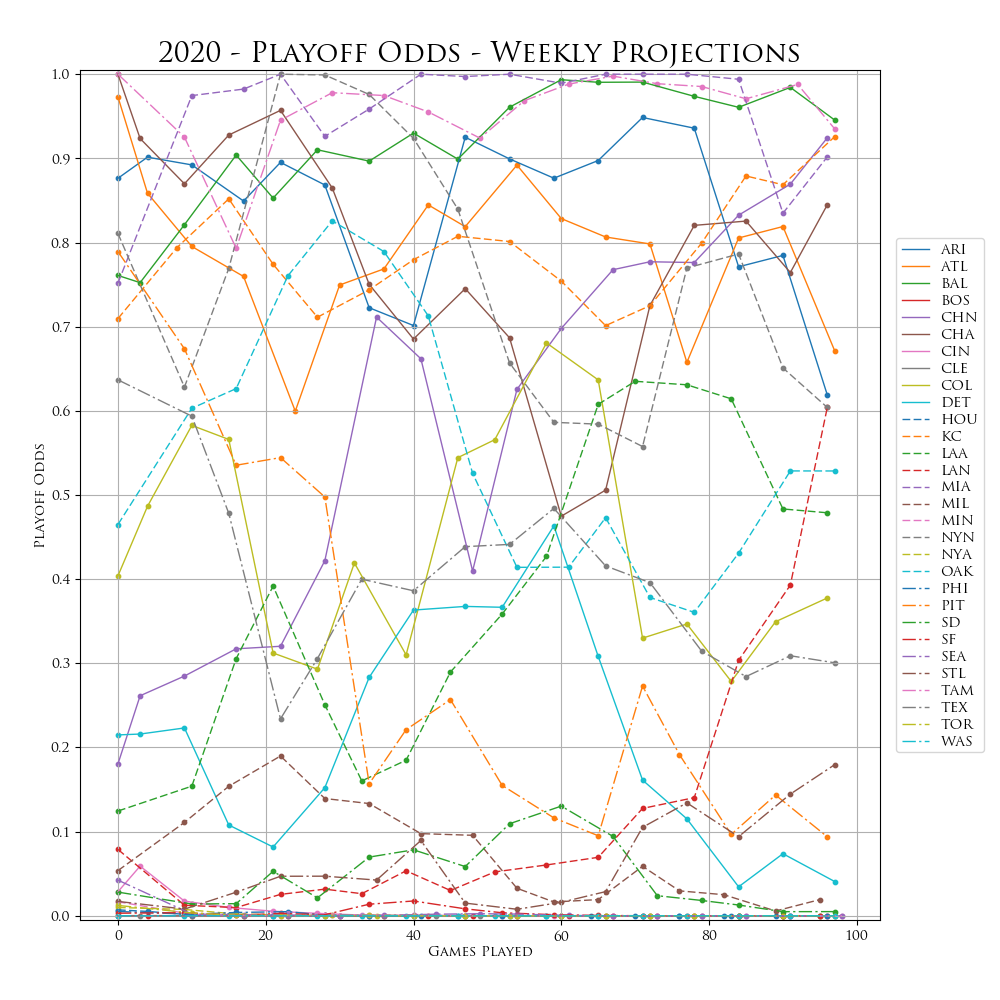 2020 - Playoff Odds - Weekly Projections
1.0
0.9
0.8
0.7
0.6
0.5
0.4
0.3
0.2
0.1
0.0
Playoff Odds
0 20 40 60 80 100
Games Played
ARI
ATL
BAL
BOS
CHN
CHA
CIN
CLE
COL
DET
HOU
KC
LAA
LAN
MIA
MIL
MIN
NYN
NYA
OAK
PHI
PIT
SD
SF
SEA
STL
TAM
TEX
TOR
WAS